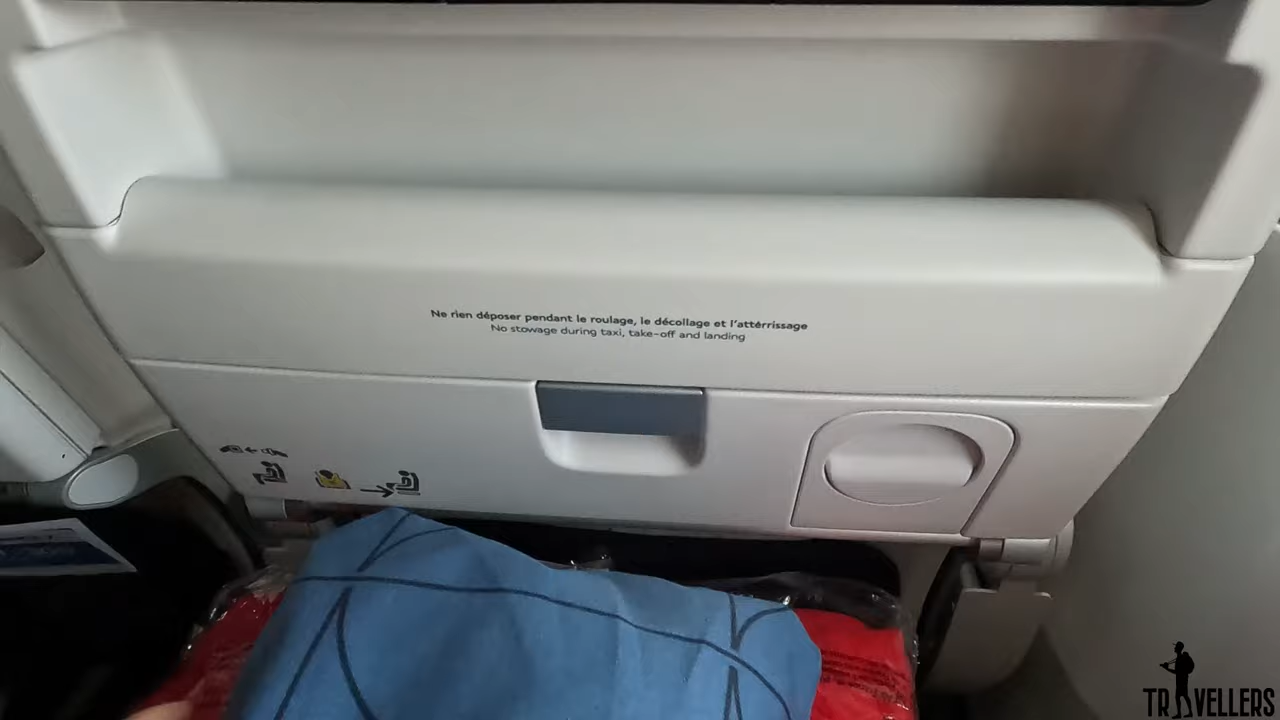 Ne rien déposer pendant le roulage, le décollage et l'attérrissage
No stowage during taxi, take-off and landing
TRAVELLERS